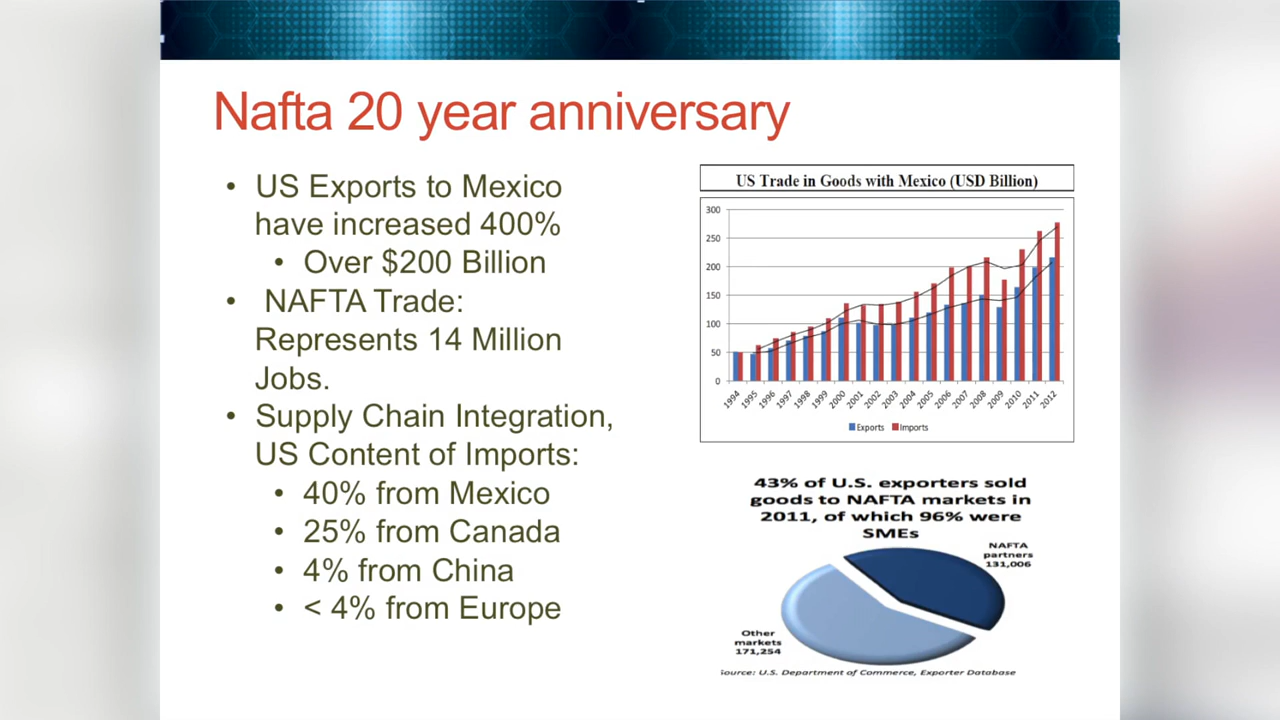 Nafta 20 year anniversary
• US Exports to Mexico
have increased 400%
• Over $200 Billion
• NAFTA Trade:
Represents 14 Million
Jobs.
• Supply Chain Integration,
US Content of Imports:
• 40% from Mexico
• 25% from Canada
• 4% from China
• < 4% from Europe
US Trade in Goods with Mexico (USD Billion)
300
250
200
150
100
50
0
1994 1995 1996 1997 1998 1999 2000 2001 2002 2003 2004 2005 2006 2007 2008 2009 2010 2011 2012
Exports Imports
43% of U.S. exporters sold
goods to NAFTA markets in
2011, of which 96% were
SMEs
NAFTA
partners
131,006
Other
markets
171,254
Source: U.S. Department of Commerce, Exporter Database